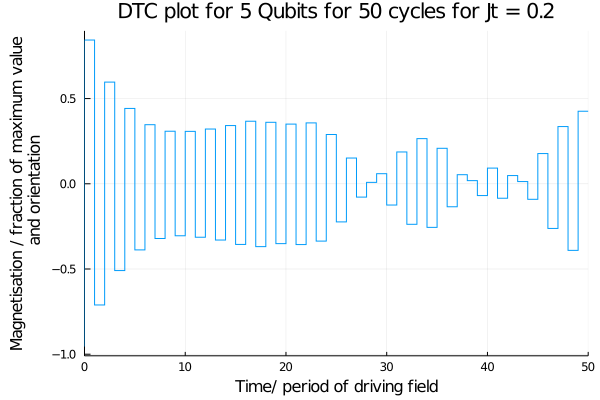 DTC plot for 5 Qubits for 50 cycles for Jt = 0.2
Magnetisation / fraction of maximum value
and orientation
0.5
0.0
−0.5
−1.0
0 10 20 30 40 50
Time/ period of driving field